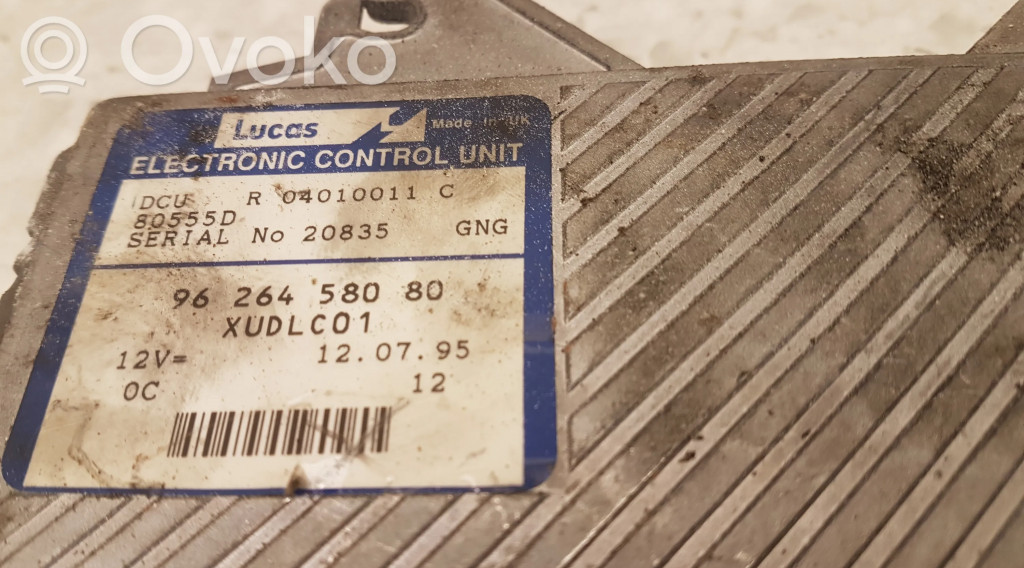 Ovoko
Lucas Made in UK
ELECTRONIC CONTROL UNIT
DCU R 04010011 C
80555D
SERIAL No 20835 GNG
96 264 580 80
XUDLC01
12V= 12.07.95
0C 12